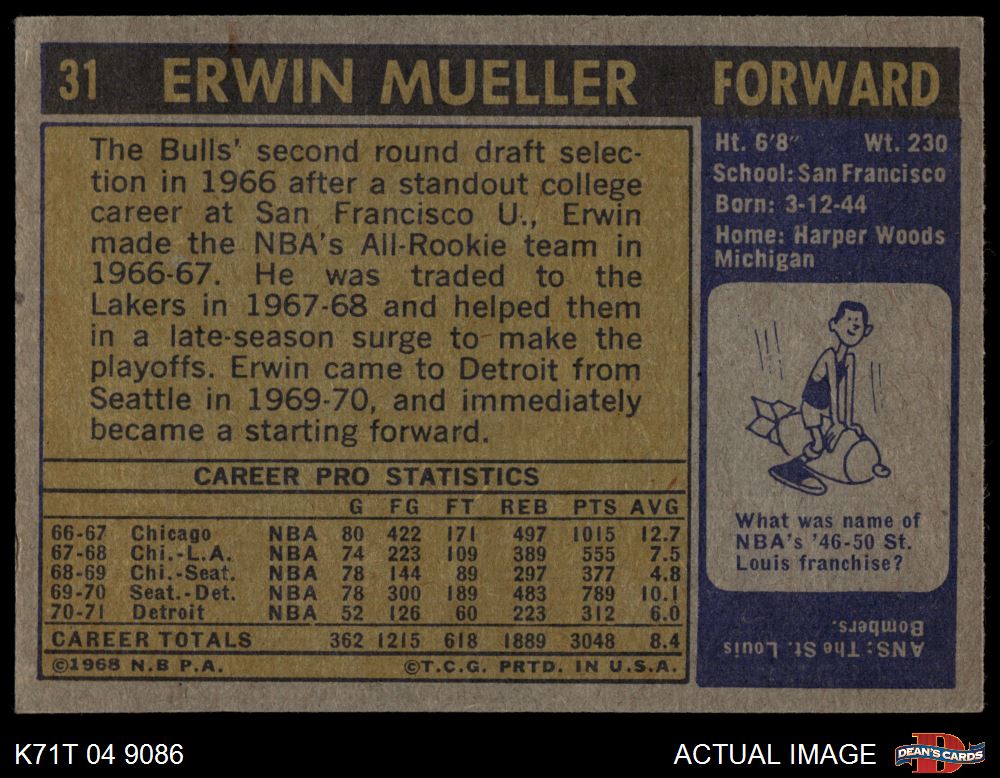 31 ERWIN MUELLER FORWARD
The Bulls' second round draft selec-
tion in 1966 after a standout college
career at San Francisco U., Erwin
made the NBA's All-Rookie team in
1966-67. He was traded to the
Lakers in 1967-68 and helped them
in a late-season surge to make the
playoffs. Erwin came to Detroit from
Seattle in 1969-70, and immediately
became a starting forward.
CAREER PRO STATISTICS
G FG FT REB PTS AVG
66-67 Chicago NBA 80 422 171 497 1015 12.7
67-68 Chi.-L.A. NBA 74 223 109 389 555 7.5
68-69 Chi.-Seat. NBA 78 144 89 297 377 4.8
69-70 Seat.-Det. NBA 78 300 189 483 789 10.1
70-71 Detroit NBA 52 126 60 223 312 6.0
CAREER TOTALS 362 1215 618 1889 3048 8.4
©1968 N.B P.A. ©T.C.G. PRTD. IN U.S.A.
Ht. 6'8" Wt. 230
School: San Francisco
Born: 3-12-44
Home: Harper Woods
Michigan
What was name of
NBA's '46-50 St.
Louis franchise?
ANS: The St. Louis
Bombers.
K71T 04 9086
ACTUAL IMAGE
D
DEAN'S CARDS